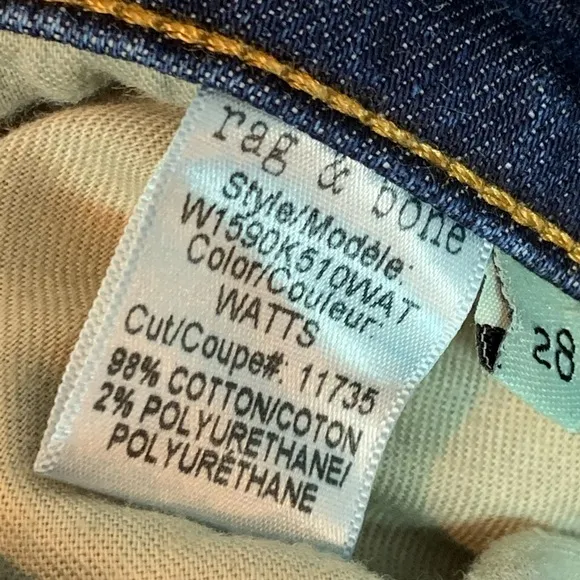 rag & bone
Style/Modèle:
W1590K510WAT
Color/Couleur:
WATTS
Cut/Coupe#: 11735
98% COTTON/COTON
2% POLYURETHANE/
POLYURÉTHANE
28